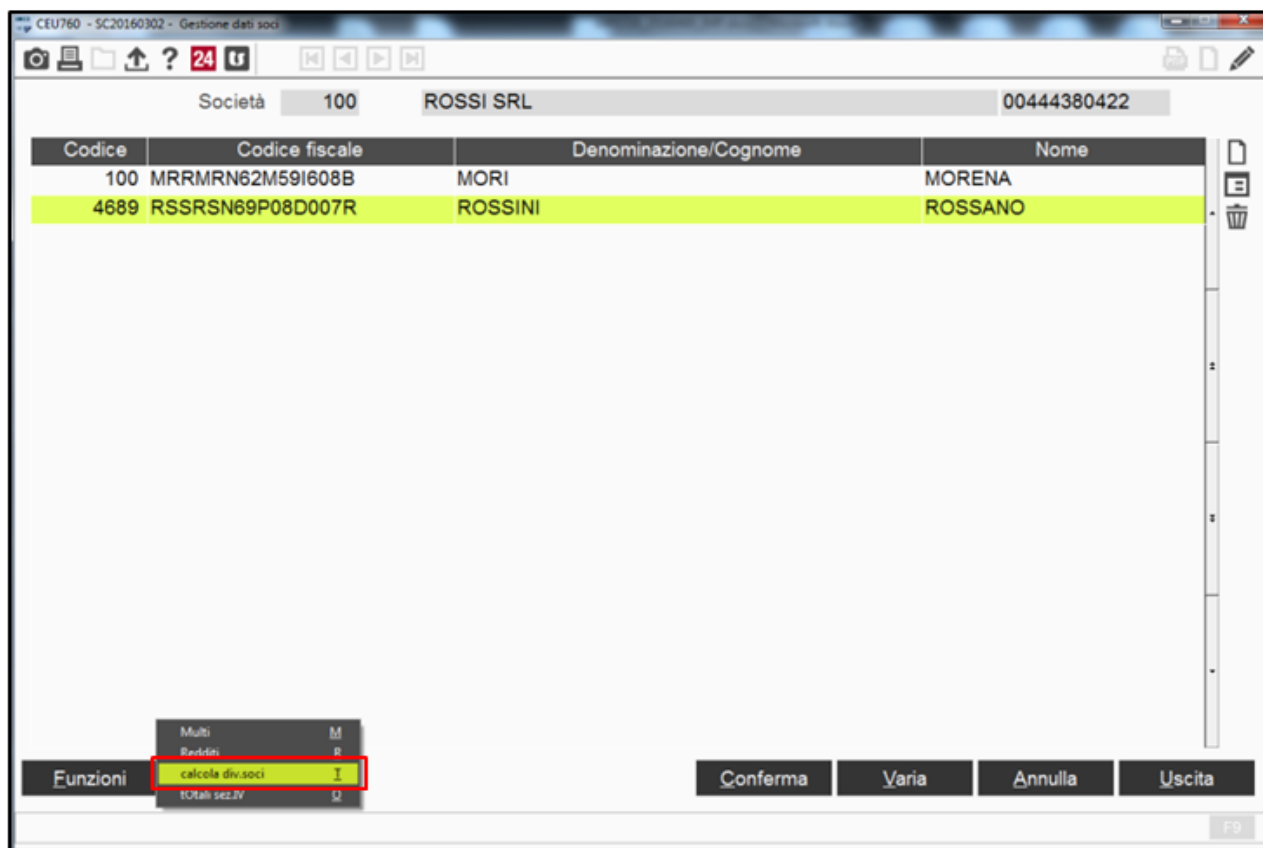 CEU760 - SC20160302 - Gestione dati soci
? 24
Società 100 ROSSI SRL 00444380422
Codice Codice fiscale Denominazione/Cognome Nome
100 MRRMRN62M59I608B MORI MORENA
4689 RSSRSN69P08D007R ROSSINI ROSSANO
Multi M
Redditi R
calcola div.soci T
tOtali sez.IV O
Funzioni Conferma Varia Annulla Uscita
F9